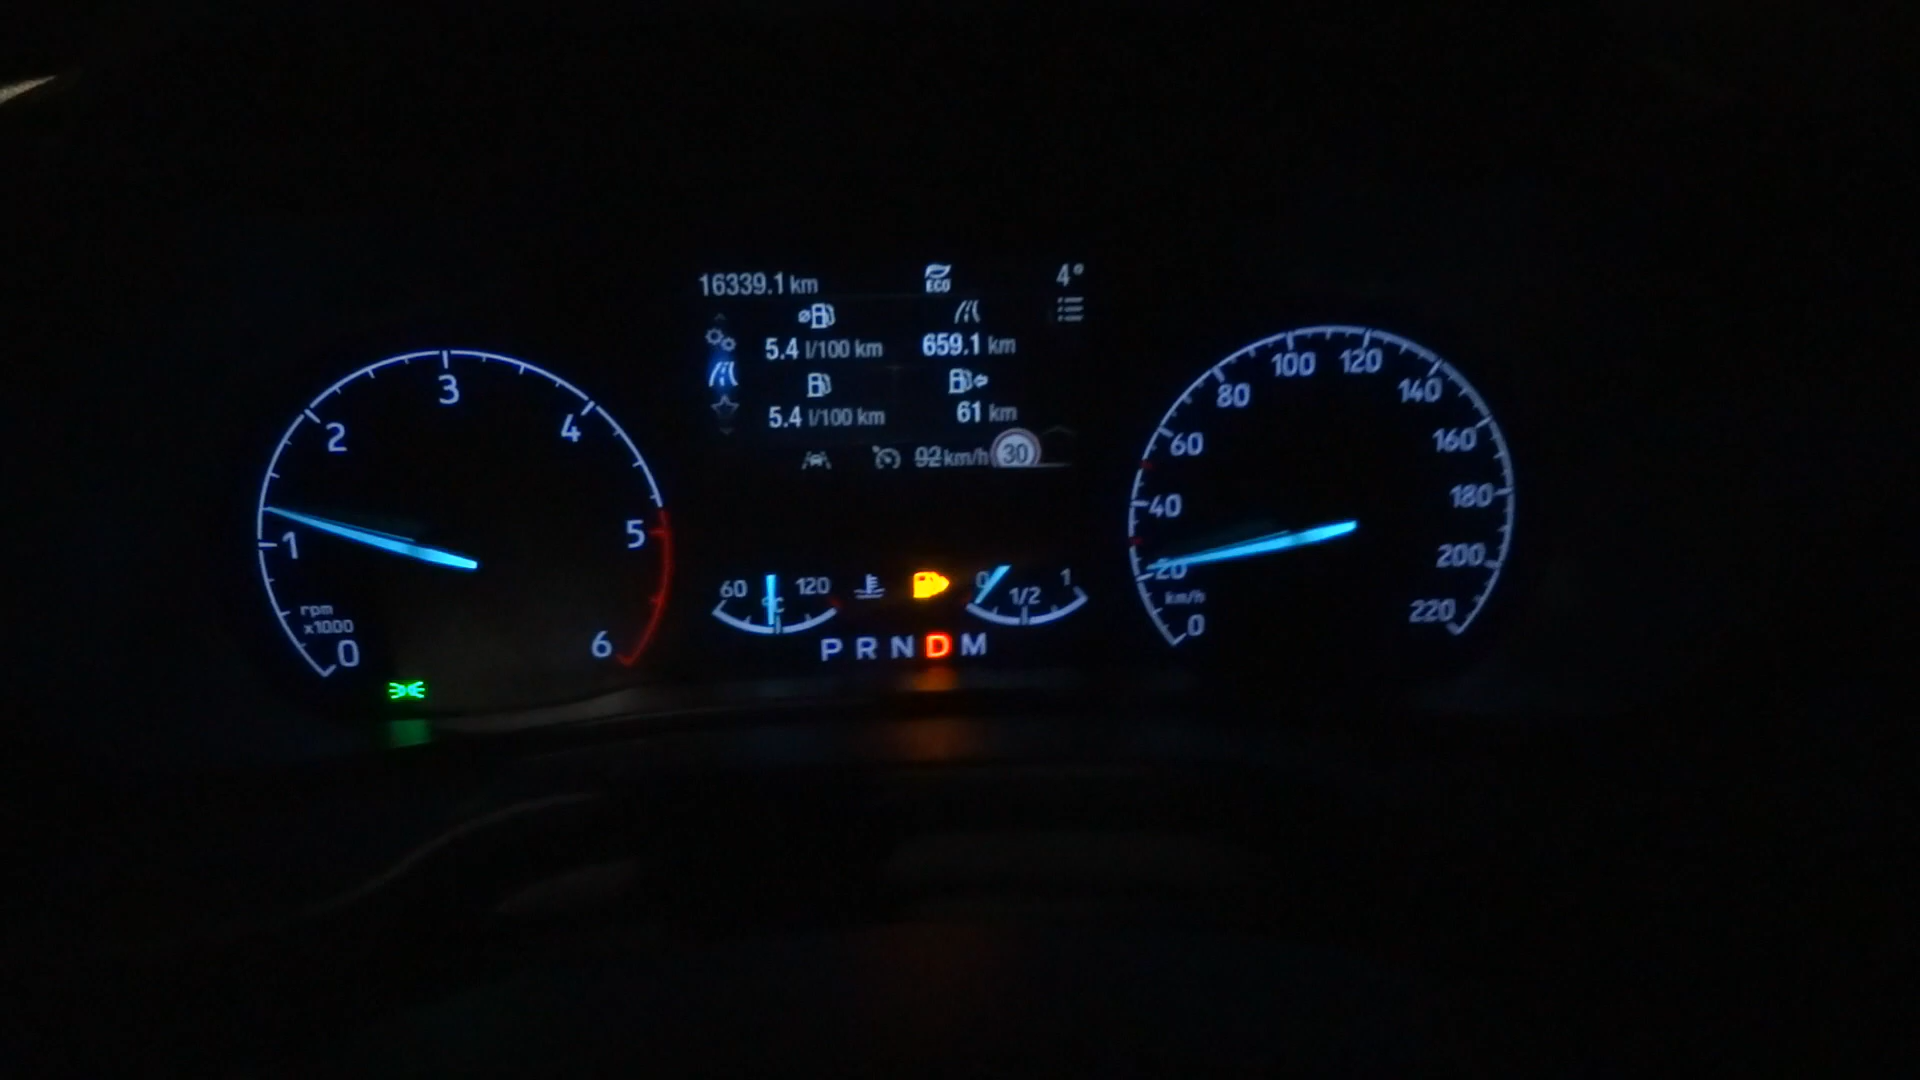 16339.1 km ECO 4°
5.4 l/100 km 659.1 km
5.4 l/100 km 61 km
92 km/h 30
0 1 2 3 4 5 6
rpm
x1000
60 °C 120
0 1/2 1
P R N D M
0 20 40 60 80 100 120 140 160 180 200 220
km/h